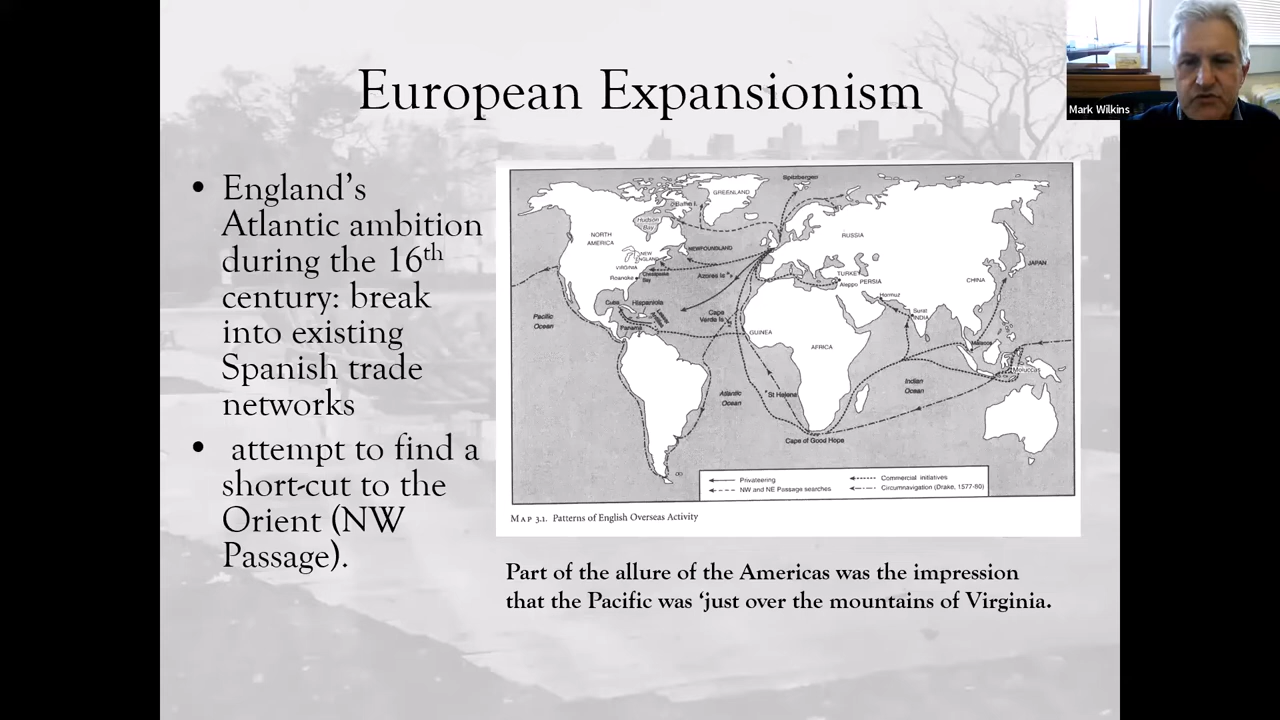 European Expansionism
Mark Wilkins
• England’s
Atlantic ambition
during the 16th
century: break
into existing
Spanish trade
networks
• attempt to find a
short-cut to the
Orient (NW
Passage).
Spitzbergen
GREENLAND
Baffin I.
Hudson
Bay
NORTH
AMERICA
RUSSIA
NEWFOUNDLAND
NEW
ENGLAND
VIRGINIA
Roanoke
Chesapeake
Bay
Azores Is
TURKEY
Aleppo
PERSIA
CHINA
JAPAN
Hormuz
Surat
INDIA
Cuba
Hispaniola
Panama
Cape
Verde Is
GUINEA
Pacific
Ocean
AFRICA
Malacca
Moluccas
Atlantic
Ocean
St Helena
Indian
Ocean
Cape of Good Hope
Privateering
NW and NE Passage searches
Commercial initiatives
Circumnavigation (Drake, 1577-80)
MAP 3.1. Patterns of English Overseas Activity
Part of the allure of the Americas was the impression
that the Pacific was ‘just over the mountains of Virginia.